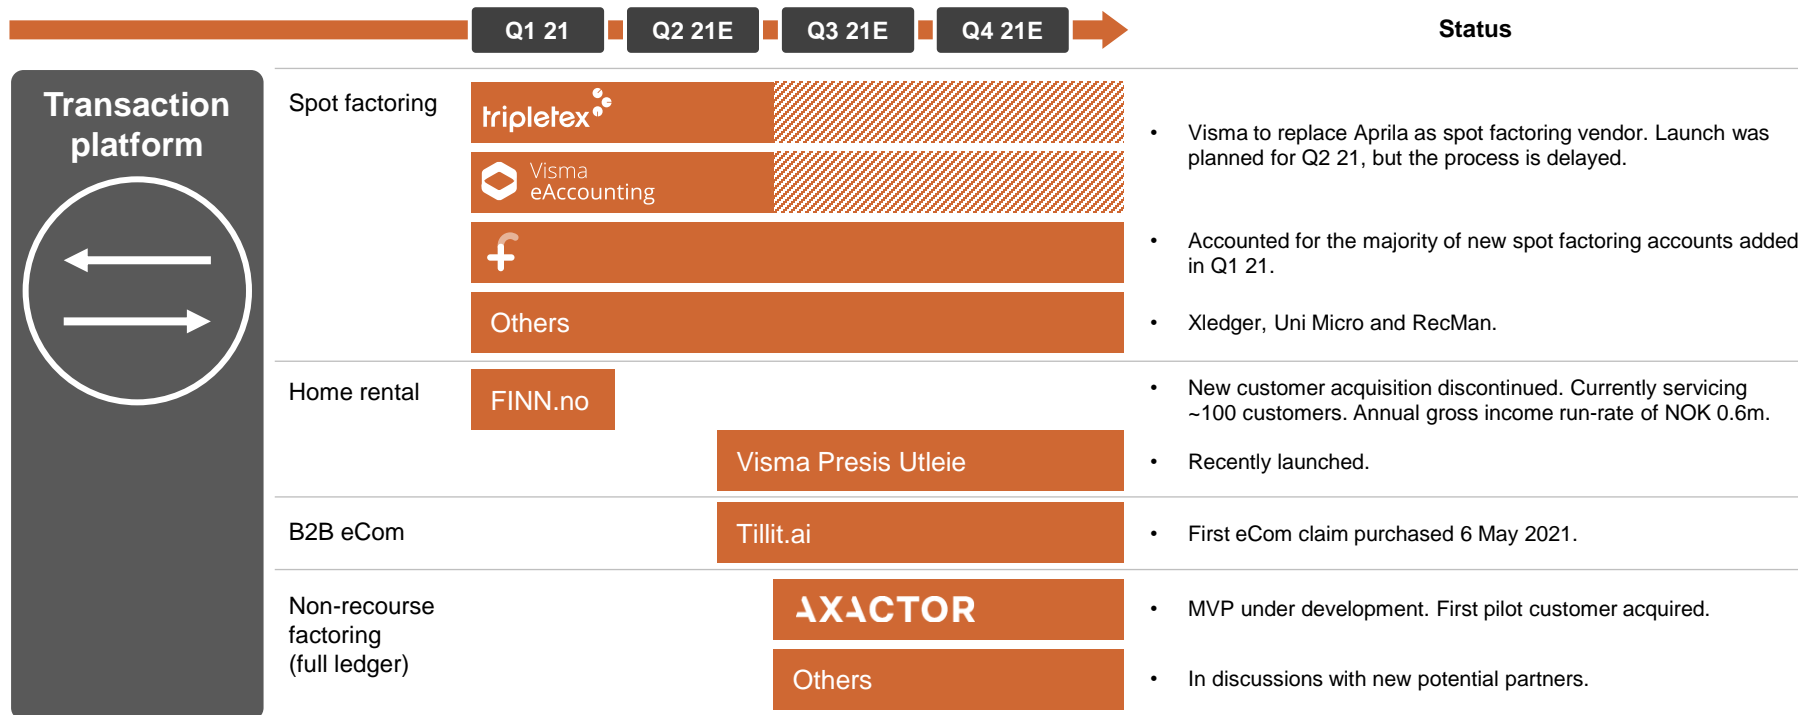 Q1 21
Q2 21E
Q3 21E
Q4 21E
Status
Transaction
platform
Spot factoring
tripletex
• Visma to replace Aprila as spot factoring vendor. Launch was
planned for Q2 21, but the process is delayed.
Visma
eAccounting
• Accounted for the majority of new spot factoring accounts added
in Q1 21.
Others
• Xledger, Uni Micro and RecMan.
Home rental
FINN.no
• New customer acquisition discontinued. Currently servicing
~100 customers. Annual gross income run-rate of NOK 0.6m.
Visma Presis Utleie
• Recently launched.
B2B eCom
Tillit.ai
• First eCom claim purchased 6 May 2021.
Non-recourse
factoring
(full ledger)
AXACTOR
• MVP under development. First pilot customer acquired.
Others
• In discussions with new potential partners.